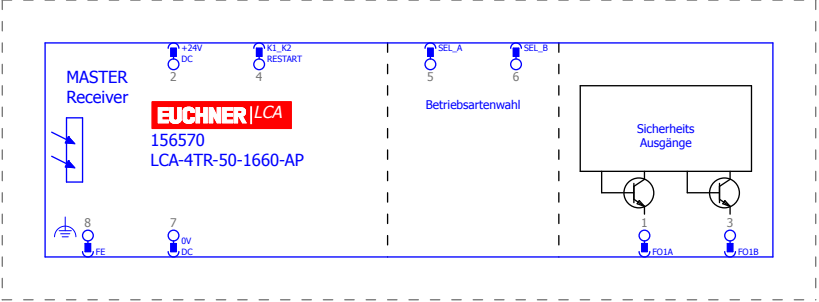 +24V
DC
K1_K2
RESTART
SEL_A
SEL_B
2
4
5
6
MASTER
Receiver
EUCHNER LCA
Betriebsartenwahl
156570
LCA-4TR-50-1660-AP
Sicherheits
Ausgänge
8
7
1
3
FE
0V
DC
FO1A
FO1B